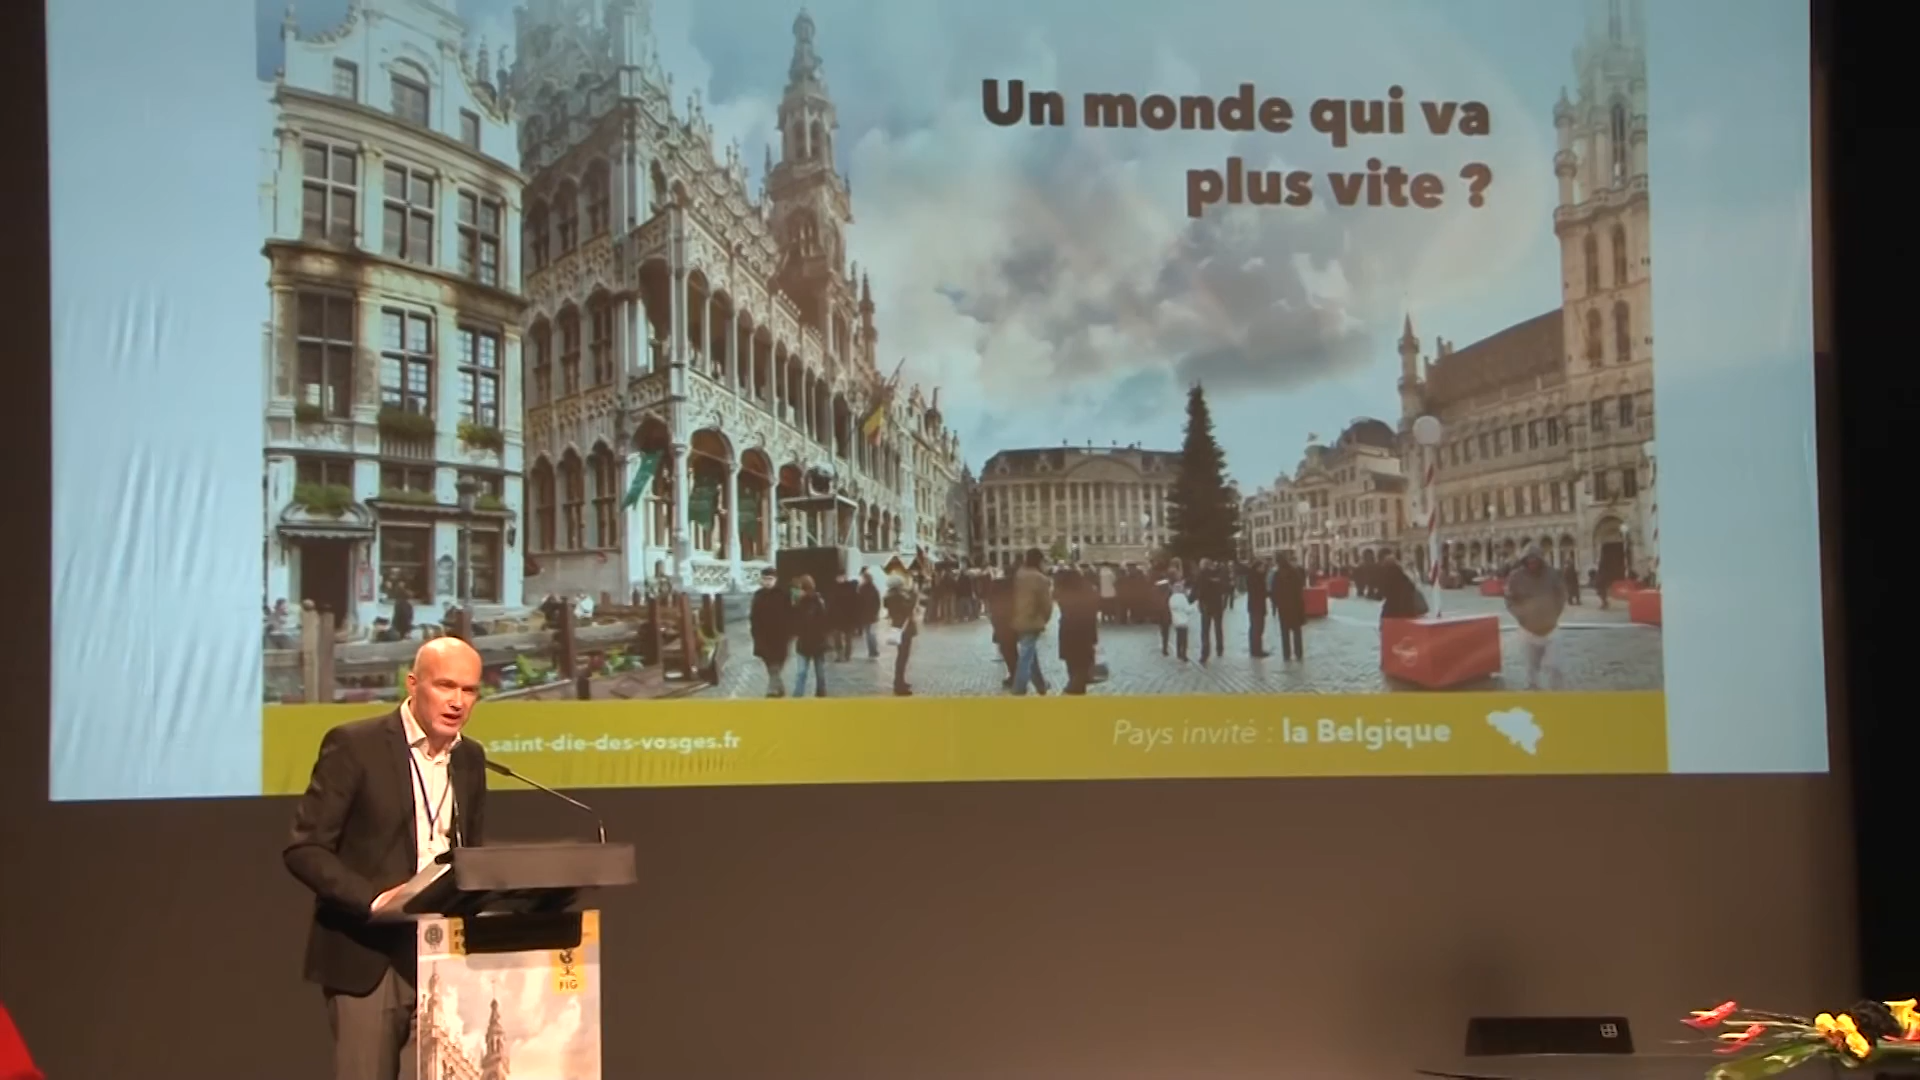 Un monde qui va
plus vite ?
.saint-die-des-vosges.fr
Pays invité : la Belgique
FIG